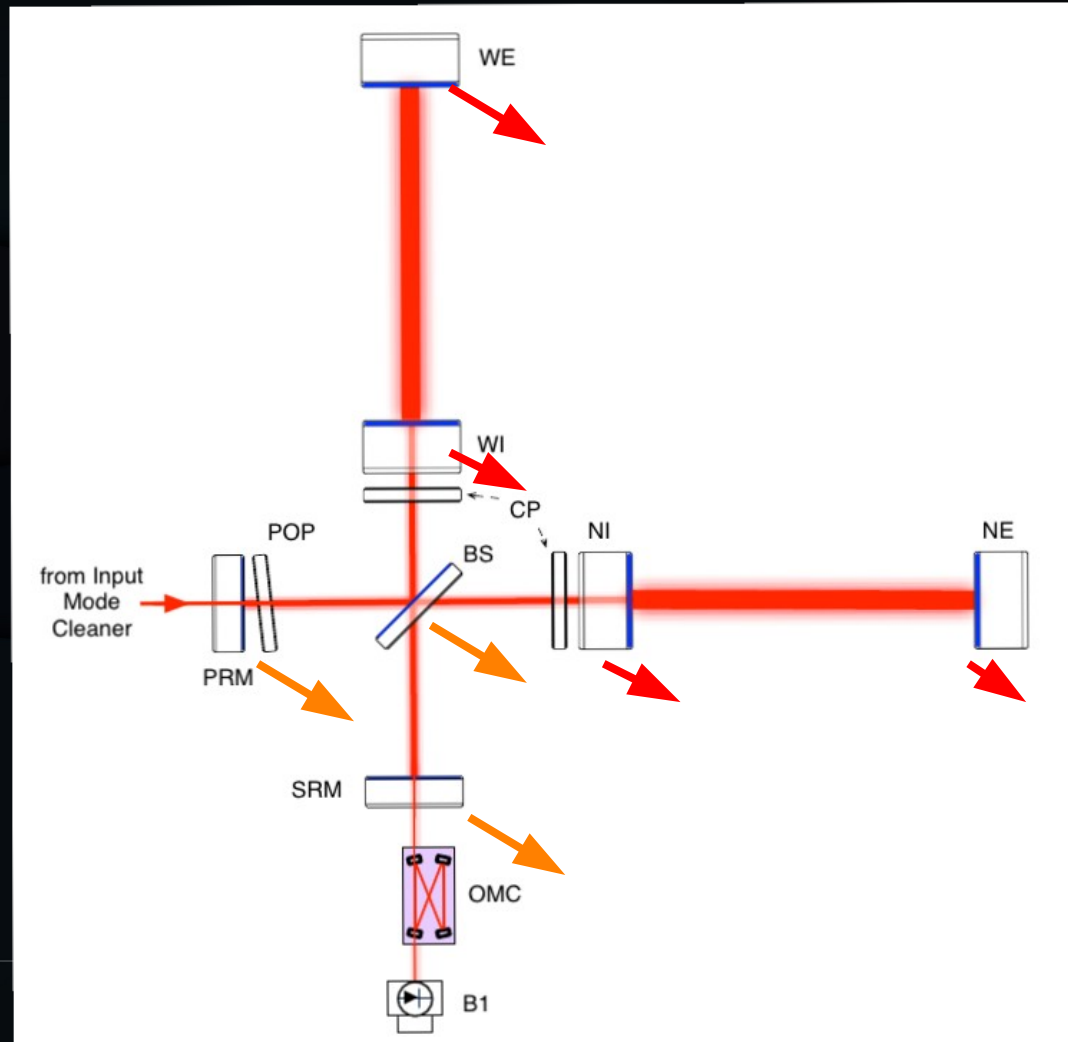 WE
WI
CP
POP
BS
NI
NE
from Input
Mode
Cleaner
PRM
SRM
OMC
B1